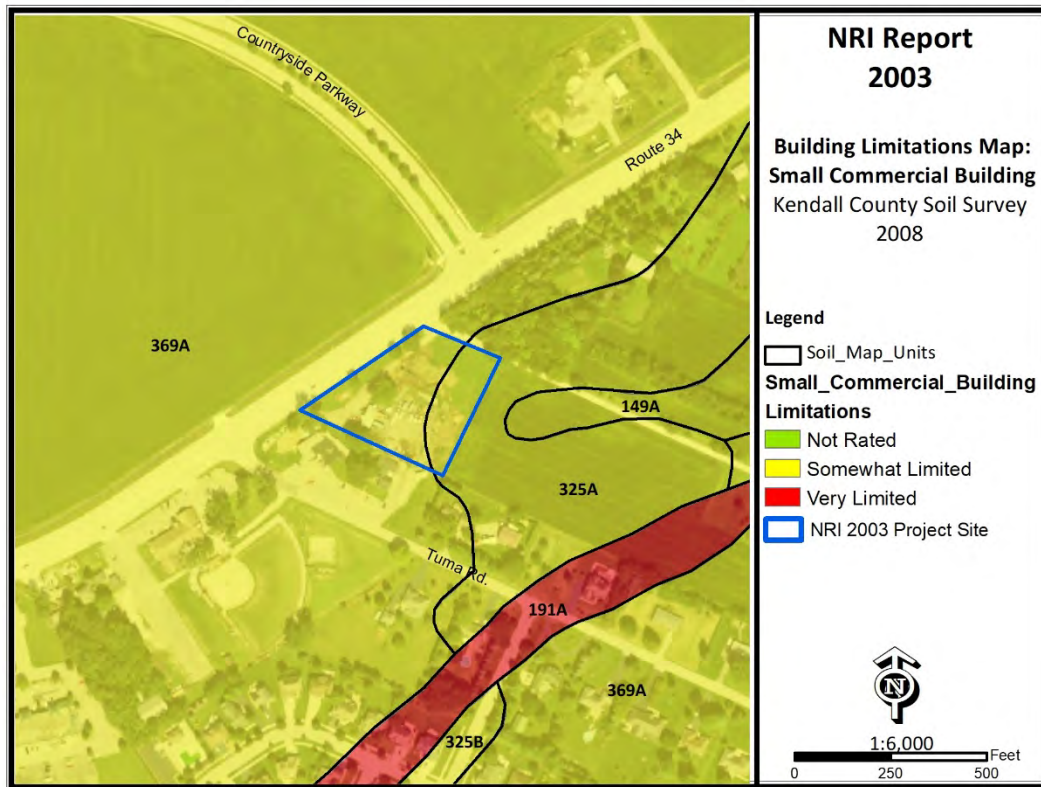 Countryside Parkway
Route 34
369A
149A
325A
Tuma Rd.
191A
369A
325B
NRI Report
2003
Building Limitations Map:
Small Commercial Building
Kendall County Soil Survey
2008
Legend
Soil_Map_Units
Small_Commercial_Building
Limitations
Not Rated
Somewhat Limited
Very Limited
NRI 2003 Project Site
N
1:6,000
Feet
0 250 500